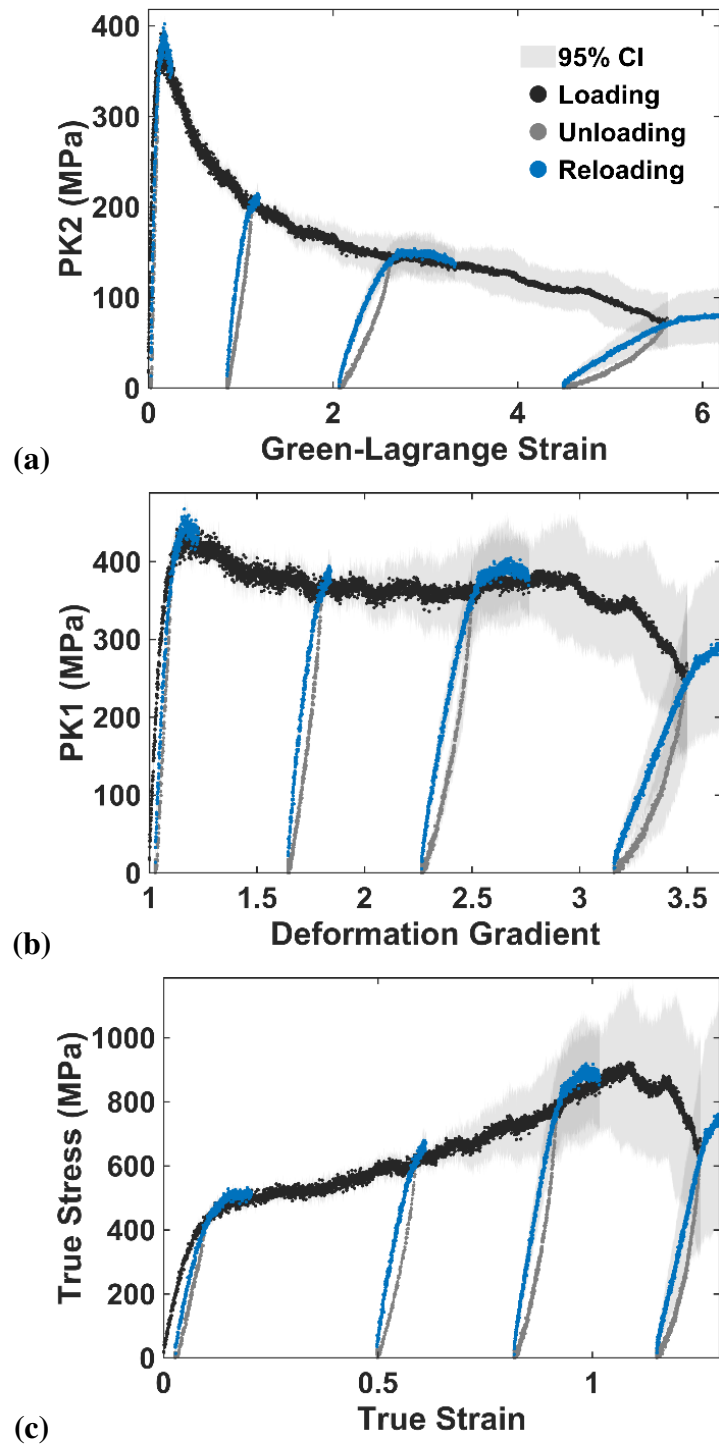 400
300
200
100
0
PK2 (MPa)
95% CI
Loading
Unloading
Reloading
0 2 4 6
Green-Lagrange Strain
(a)
400
300
200
100
0
PK1 (MPa)
1 1.5 2 2.5 3 3.5
Deformation Gradient
(b)
1000
800
600
400
200
0
True Stress (MPa)
0 0.5 1
True Strain
(c)